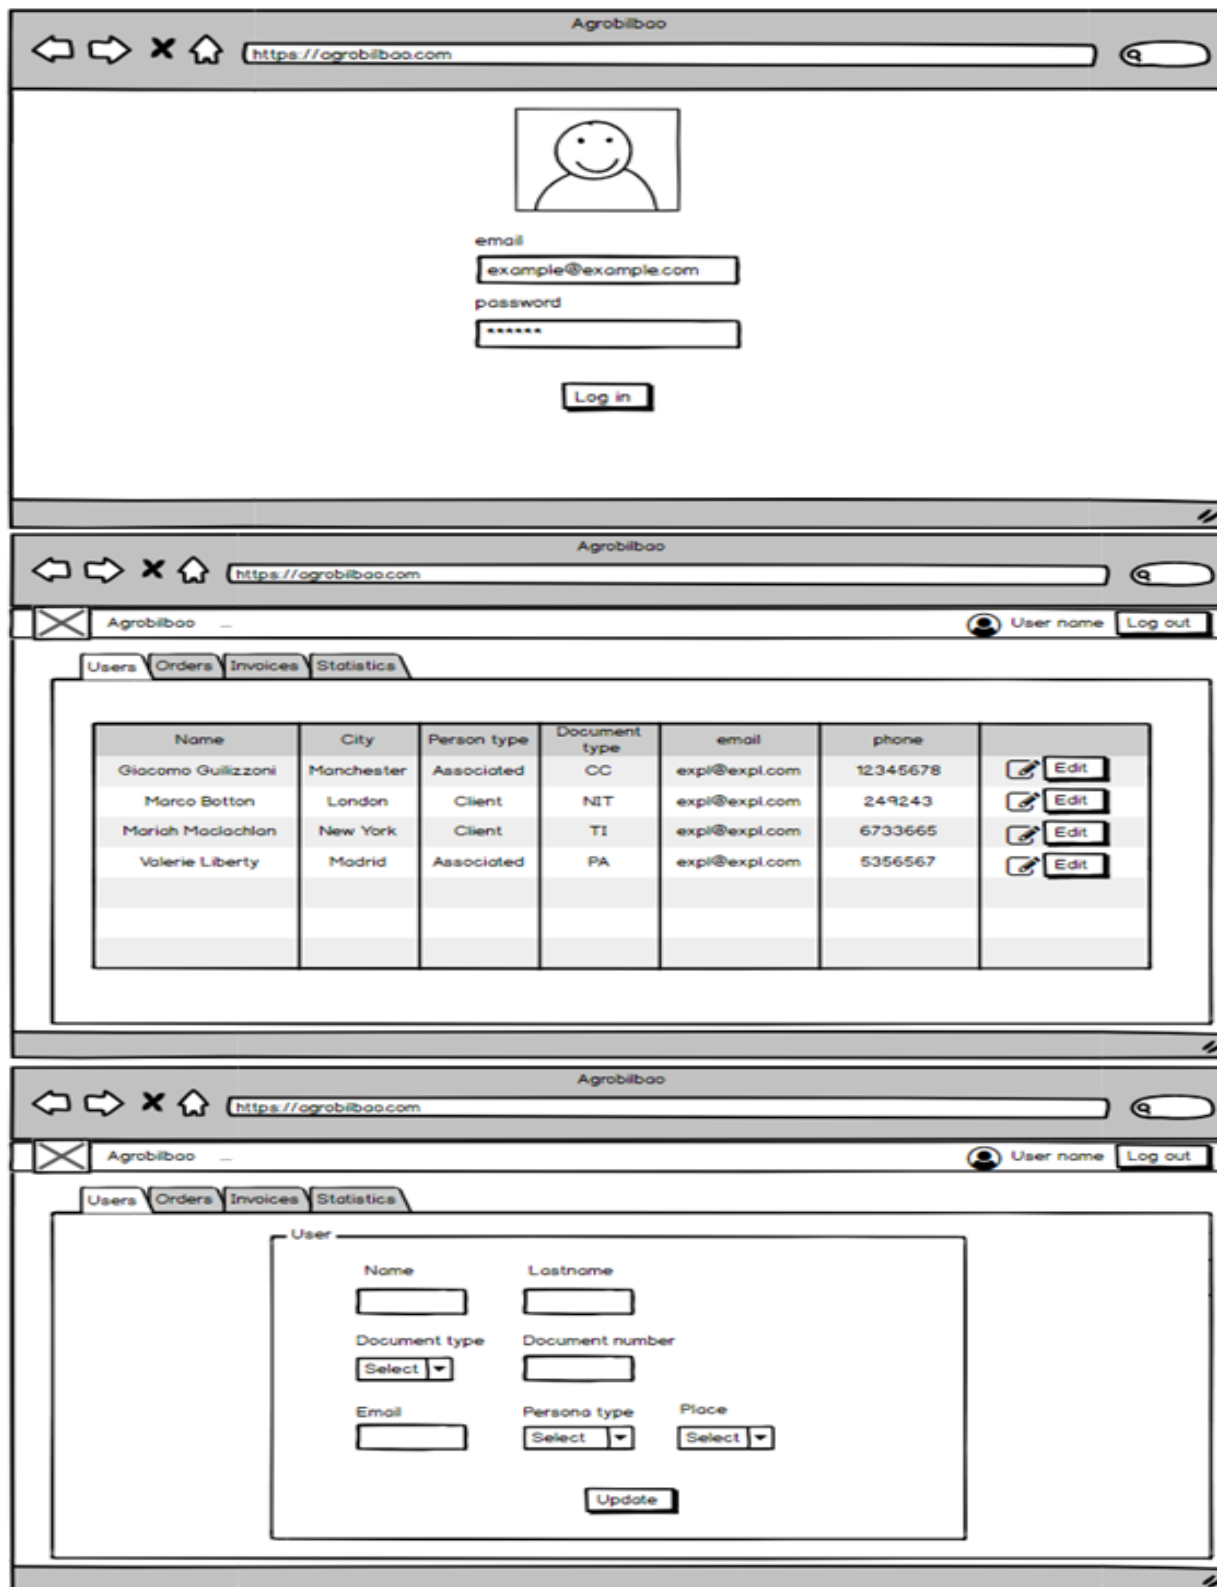 Agrobilbao
https://agrobilbao.com
email
example@example.com
password
******
Log in
Agrobilbao
https://agrobilbao.com
Agrobilbao ... User name Log out
Users Orders Invoices Statistics
Name City Person type Document type email phone
Giacomo Guilizzoni Manchester Associated CC expl@expl.com 12345678 Edit
Marco Botton London Client NIT expl@expl.com 249243 Edit
Mariah Maclachlan New York Client TI expl@expl.com 6733665 Edit
Valerie Liberty Madrid Associated PA expl@expl.com 5356567 Edit
Agrobilbao
https://agrobilbao.com
Agrobilbao ... User name Log out
Users Orders Invoices Statistics
User
Name Lastname
Document type Document number
Select
Email Persona type Place
Select Select
Update